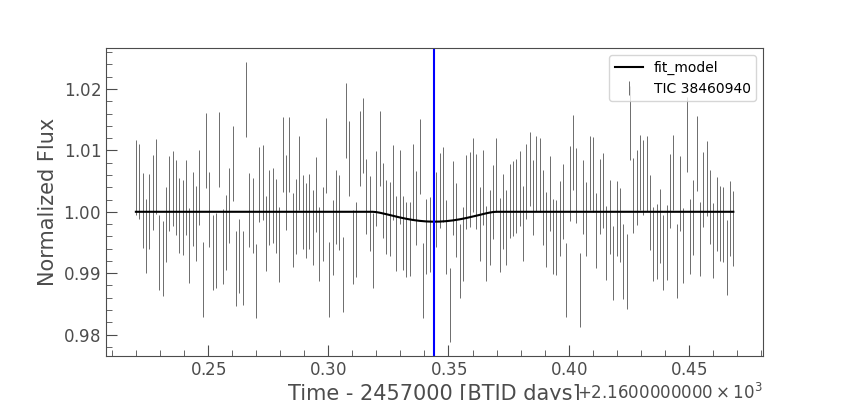 fit_model
TIC 38460940
Normalized Flux
1.02
1.01
1.00
0.99
0.98
0.25 0.30 0.35 0.40 0.45
Time - 2457000 [BTJD days]
+2.1600000000 × 10³